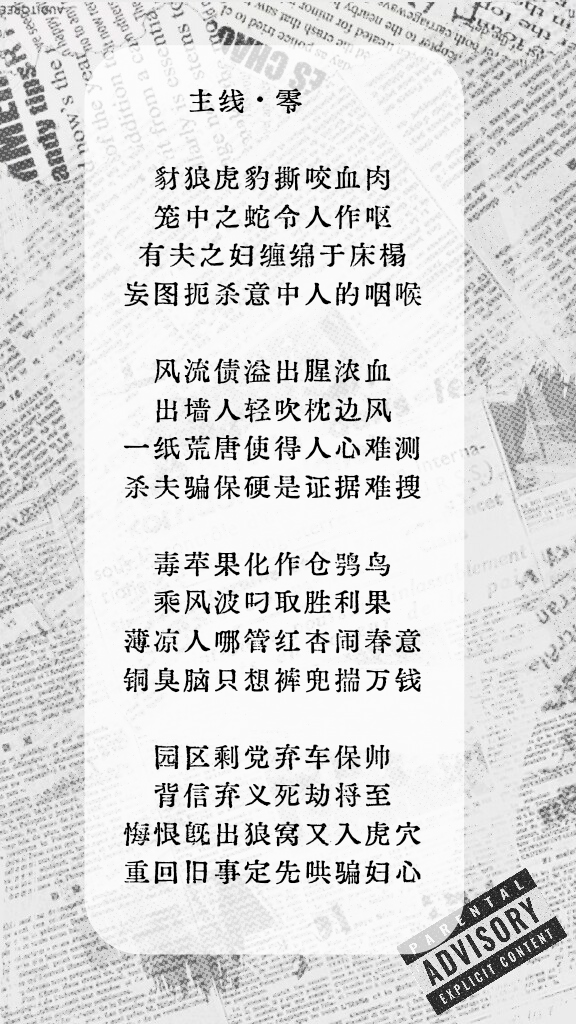 主线·零
豺狼虎豹撕咬血肉
笼中之蛇令人作呕
有夫之妇缠绵于床榻
妄图扼杀意中人的咽喉
风流债溢出腥浓血
出墙人轻吹枕边风
一纸荒唐使得人心难测
杀夫骗保硬是证据难搜
毒苹果化作仓鸮鸟
乘风波叼取胜利果
薄凉人哪管红杏闹春意
铜臭脑只想裤兜揣万钱
园区剩党弃车保帅
背信弃义死劫将至
悔恨既出狼窝又入虎穴
重回旧事定先哄骗妇心
PARENTAL
ADVISORY
EXPLICIT CONTENT